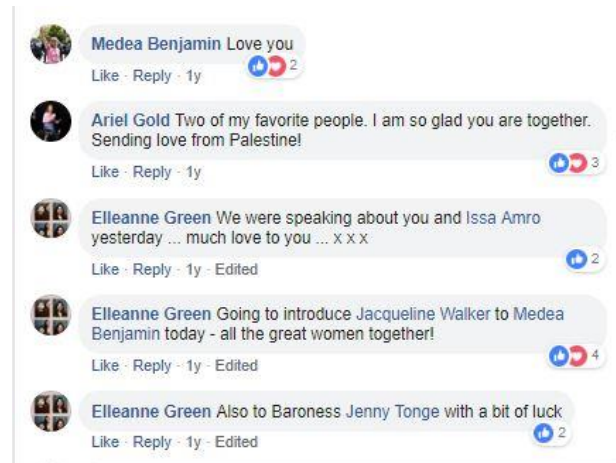 Medea Benjamin Love you
2
Like · Reply · 1y
Ariel Gold Two of my favorite people. I am so glad you are together.
Sending love from Palestine!
3
Like · Reply · 1y
Elleanne Green We were speaking about you and Issa Amro
yesterday ... much love to you ... x x x
2
Like · Reply · 1y · Edited
Elleanne Green Going to introduce Jacqueline Walker to Medea
Benjamin today - all the great women together!
4
Like · Reply · 1y · Edited
Elleanne Green Also to Baroness Jenny Tonge with a bit of luck
2
Like · Reply · 1y · Edited